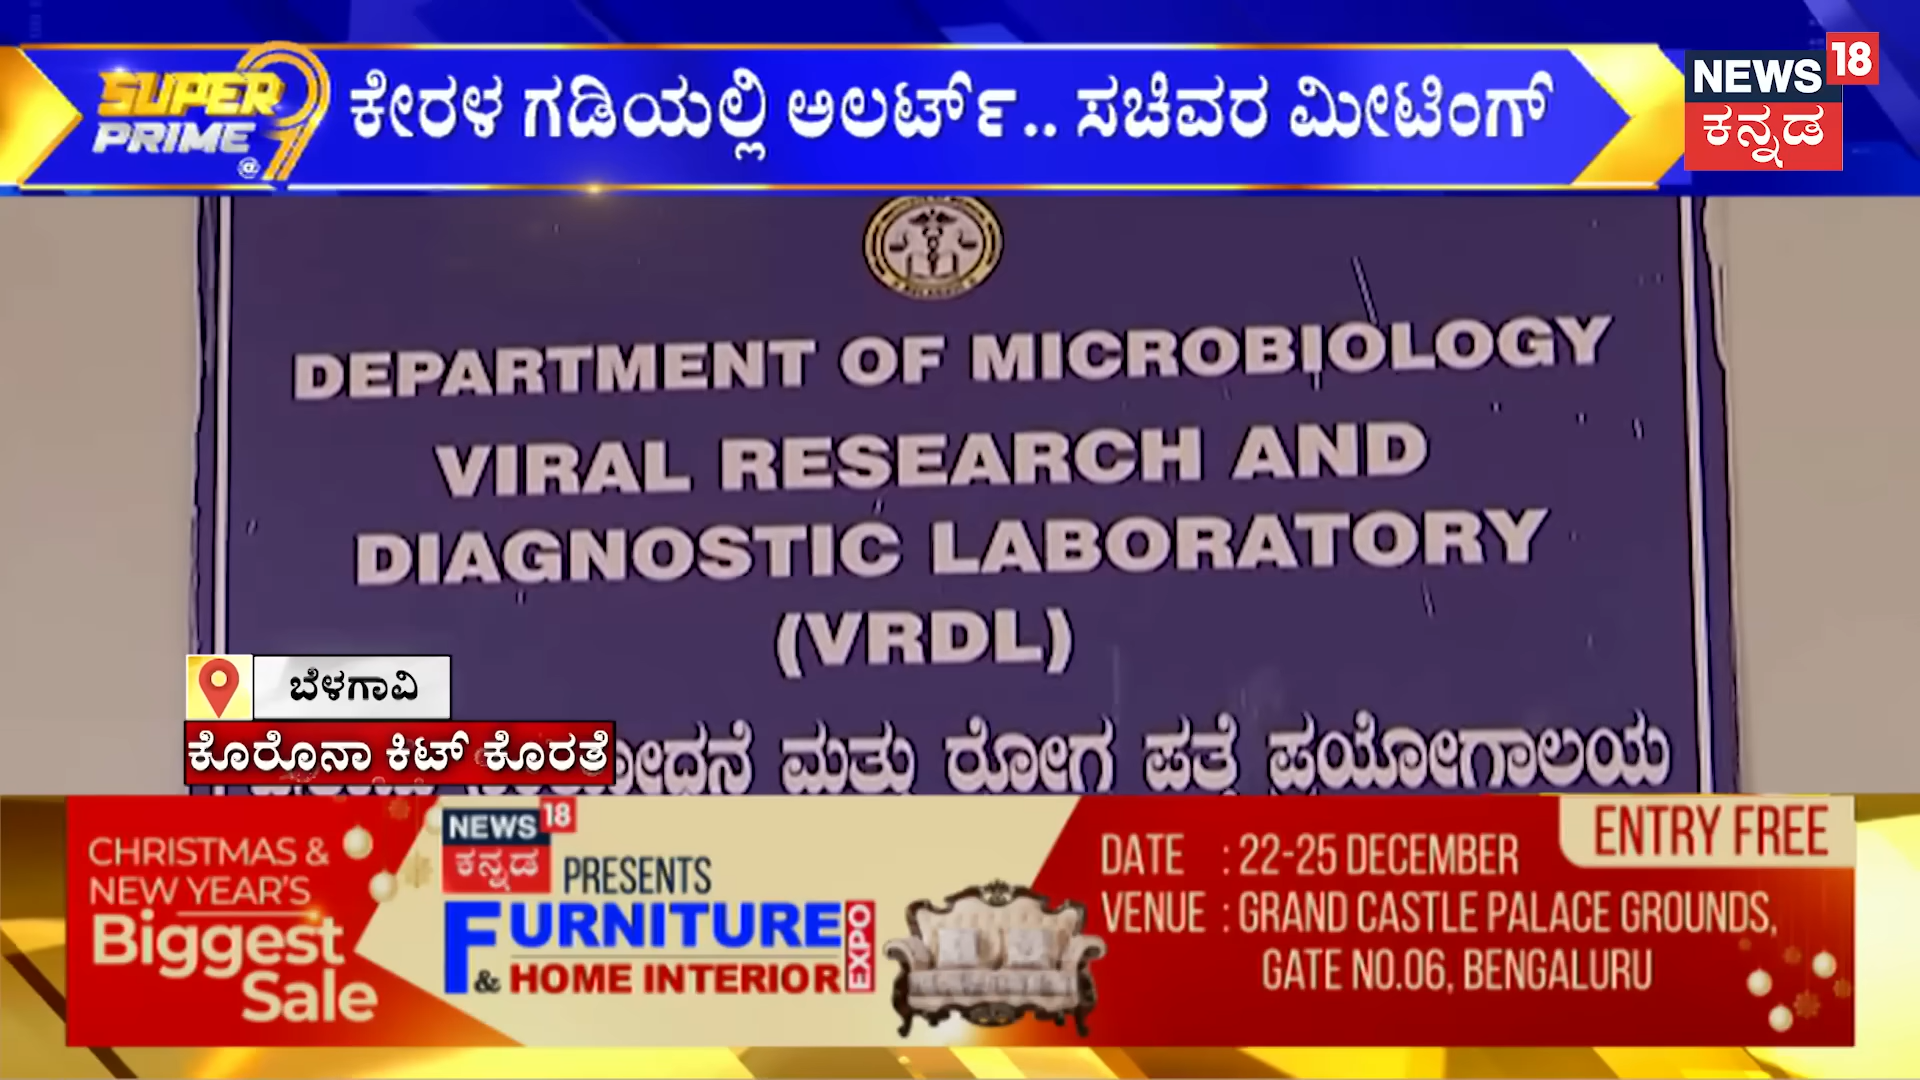 SUPER
PRIME @ 9
ಕೇರಳ ಗಡಿಯಲ್ಲಿ ಅಲರ್ಟ್.. ಸಚಿವರ ಮೀಟಿಂಗ್
NEWS 18
ಕನ್ನಡ
DEPARTMENT OF MICROBIOLOGY
VIRAL RESEARCH AND
DIAGNOSTIC LABORATORY
(VRDL)
ಬೆಳಗಾವಿ
ಕೊರೊನಾ ಕಿಟ್ ಕೊರತೆ
ಮತ್ತು ರೋಗ ಪತ್ತೆ ಪ್ರಯೋಗಾಲಯ
CHRISTMAS &
NEW YEAR'S
Biggest
Sale
NEWS 18
ಕನ್ನಡ
PRESENTS
FURNITURE
& HOME INTERIOR EXPO
ENTRY FREE
DATE : 22-25 DECEMBER
VENUE : GRAND CASTLE PALACE GROUNDS,
GATE NO.06, BENGALURU